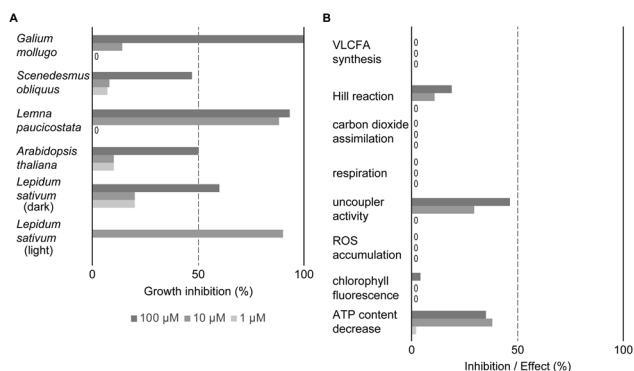 A
Galium
mollugo
0
Scenedesmus
obliquus
Lemna
paucicostata
0
Arabidopsis
thaliana
Lepidum
sativum
(dark)
Lepidum
sativum
(light)
0
50
100
Growth inhibition (%)
100 µM
10 µM
1 µM
B
VLCFA
synthesis
0
0
0
Hill reaction
0
carbon dioxide
assimilation
0
0
0
respiration
0
0
0
uncoupler
activity
0
ROS
accumulation
0
0
0
chlorophyll
fluorescence
0
0
ATP content
decrease
0
50
100
Inhibition / Effect (%)